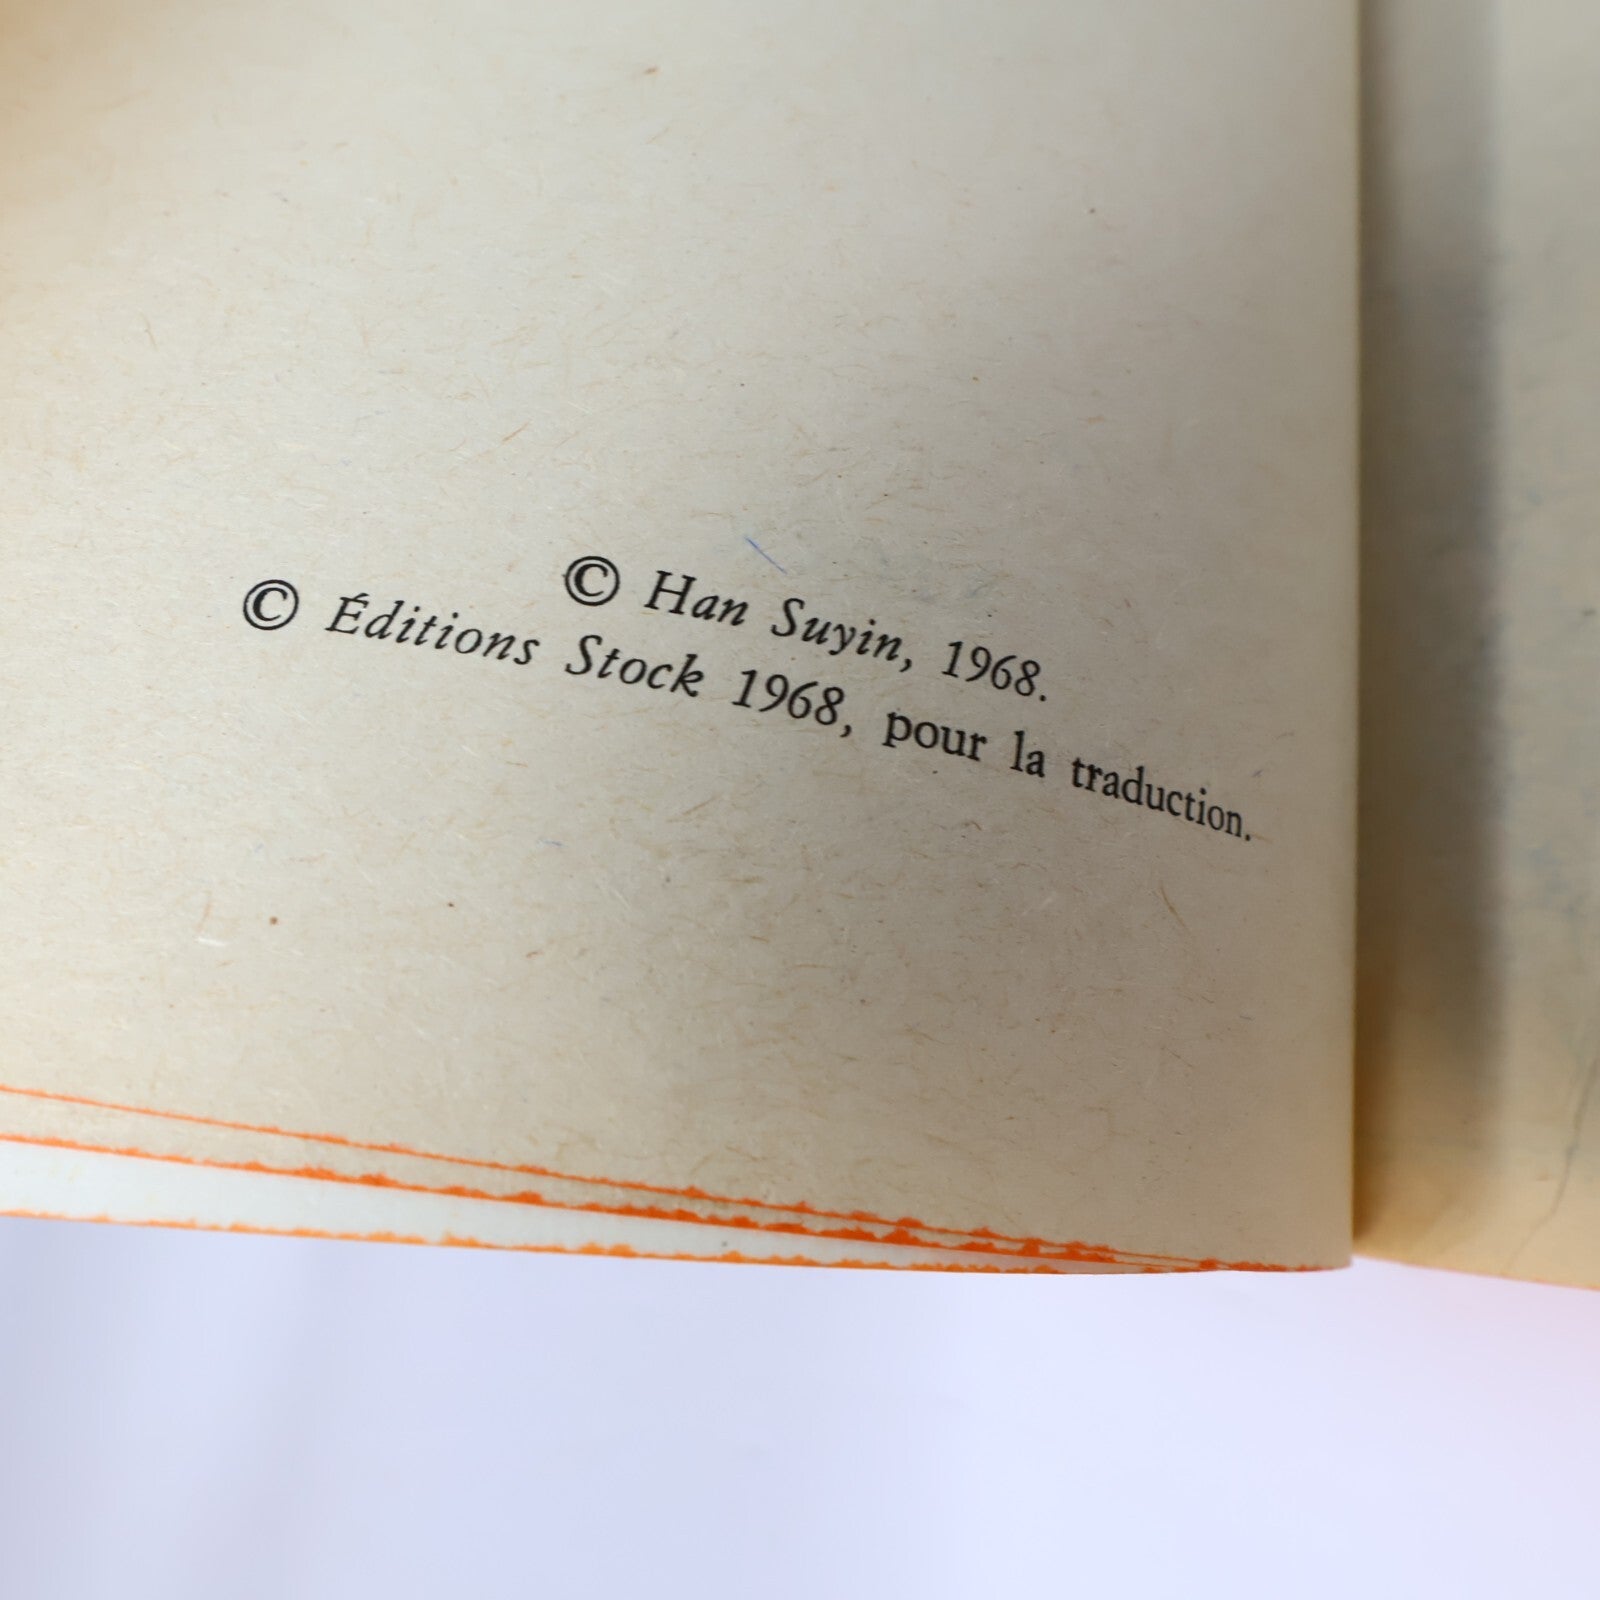 © Han Suyin, 1968.
© Éditions Stock 1968, pour la traduction.